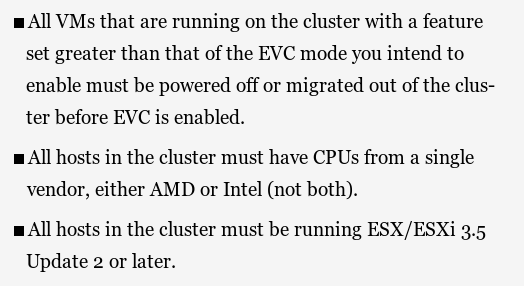 ■ All VMs that are running on the cluster with a feature
set greater than that of the EVC mode you intend to
enable must be powered off or migrated out of the clus-
ter before EVC is enabled.
■ All hosts in the cluster must have CPUs from a single
vendor, either AMD or Intel (not both).
■ All hosts in the cluster must be running ESX/ESXi 3.5
Update 2 or later.